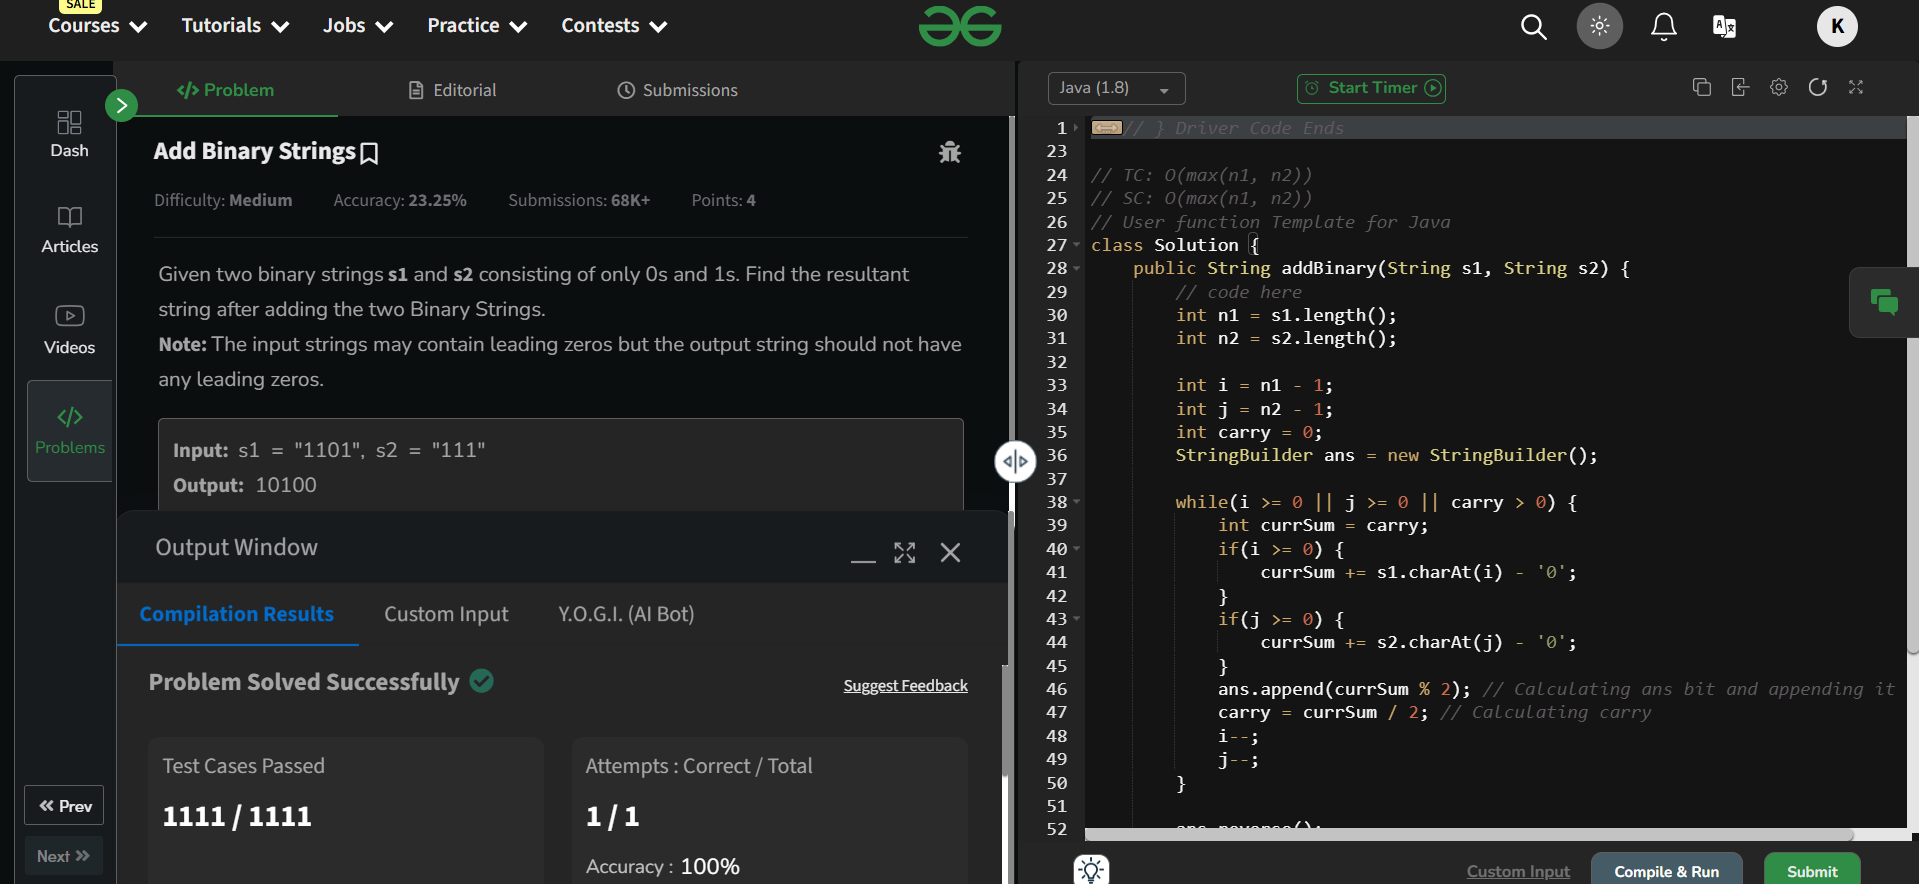 SALE
Courses
Tutorials
Jobs
Practice
Contests
K
Dash
Articles
Videos
Problems
Prev
Next
</> Problem
Editorial
Submissions
Add Binary Strings
Difficulty: Medium Accuracy: 23.25% Submissions: 68K+ Points: 4
Given two binary strings s1 and s2 consisting of only 0s and 1s. Find the resultant
string after adding the two Binary Strings.
Note: The input strings may contain leading zeros but the output string should not have
any leading zeros.
Input: s1 = "1101", s2 = "111"
Output: 10100
Output Window
Compilation Results
Custom Input
Y.O.G.I. (AI Bot)
Problem Solved Successfully
Suggest Feedback
Test Cases Passed
1111 / 1111
Attempts : Correct / Total
1 / 1
Accuracy : 100%
Java (1.8)
Start Timer
1 // } Driver Code Ends
23
24 // TC: O(max(n1, n2))
25 // SC: O(max(n1, n2))
26 // User function Template for Java
27 class Solution {
28 public String addBinary(String s1, String s2) {
29 // code here
30 int n1 = s1.length();
31 int n2 = s2.length();
32
33 int i = n1 - 1;
34 int j = n2 - 1;
35 int carry = 0;
36 StringBuilder ans = new StringBuilder();
37
38 while(i >= 0 || j >= 0 || carry > 0) {
39 int currSum = carry;
40 if(i >= 0) {
41 currSum += s1.charAt(i) - '0';
42 }
43 if(j >= 0) {
44 currSum += s2.charAt(j) - '0';
45 }
46 ans.append(currSum % 2); // Calculating ans bit and appending it
47 carry = currSum / 2; // Calculating carry
48 i--;
49 j--;
50 }
51
52 ans.reverse();
Custom Input
Compile & Run
Submit